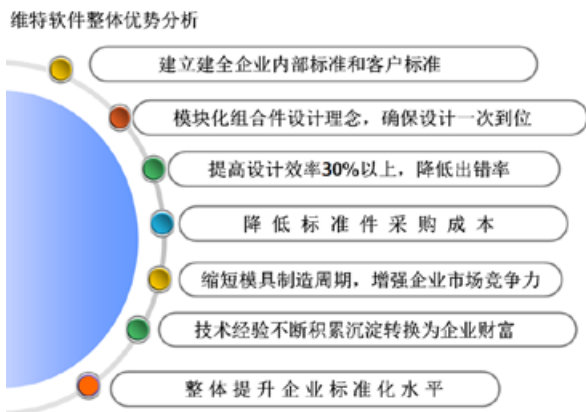 维特软件整体优势分析
建立建全企业内部标准和客户标准
模块化组合件设计理念，确保设计一次到位
提高设计效率30%以上，降低出错率
降低标准件采购成本
缩短模具制造周期，增强企业市场竞争力
技术经验不断积累沉淀转换为企业财富
整体提升企业标准化水平